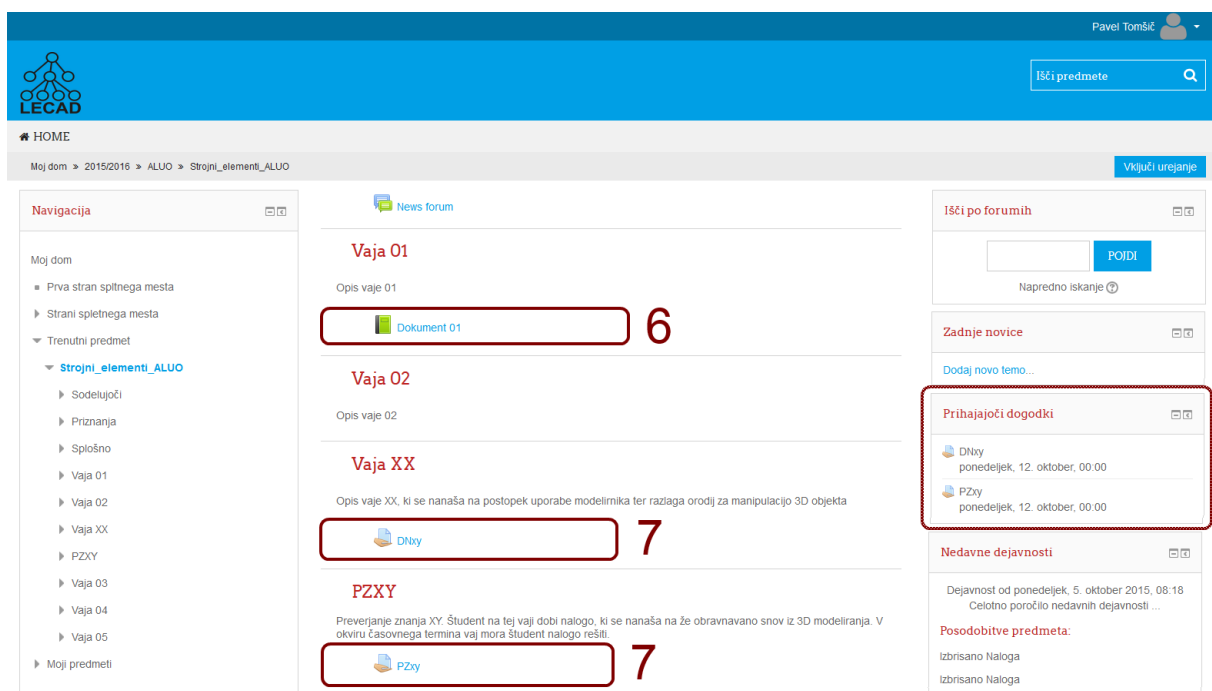 Pavel Tomšič
LECAD
Išči predmete
HOME
Moj dom » 2015/2016 » ALUO » Strojni_elementi_ALUO
Vključi urejanje
Navigacija
Moj dom
Prva stran spltnega mesta
Strani spletnega mesta
Trenutni predmet
Strojni_elementi_ALUO
Sodelujoči
Priznanja
Splošno
Vaja 01
Vaja 02
Vaja XX
PZXY
Vaja 03
Vaja 04
Vaja 05
Moji predmeti
News forum
Vaja 01
Opis vaje 01
Dokument 01
6
Vaja 02
Opis vaje 02
Vaja XX
Opis vaje XX, ki se nanaša na postopek uporabe modelirnika ter razlaga orodij za manipulacijo 3D objekta
DNxy
7
PZXY
Preverjanje znanja XY. Študent na tej vaji dobi nalogo, ki se nanaša na že obravnavano snov iz 3D modeliranja. V
okviru časovnega termina vaj mora študent nalogo rešiti.
PZxy
7
Išči po forumih
POJDI
Napredno iskanje ?
Zadnje novice
Dodaj novo temo...
Prihajajoči dogodki
DNxy
ponedeljek, 12. oktober, 00:00
PZxy
ponedeljek, 12. oktober, 00:00
Nedavne dejavnosti
Dejavnost od ponedeljek, 5. oktober 2015, 08:18
Celotno poročilo nedavnih dejavnosti ...
Posodobitve predmeta:
Izbrisano Naloga
Izbrisano Naloga